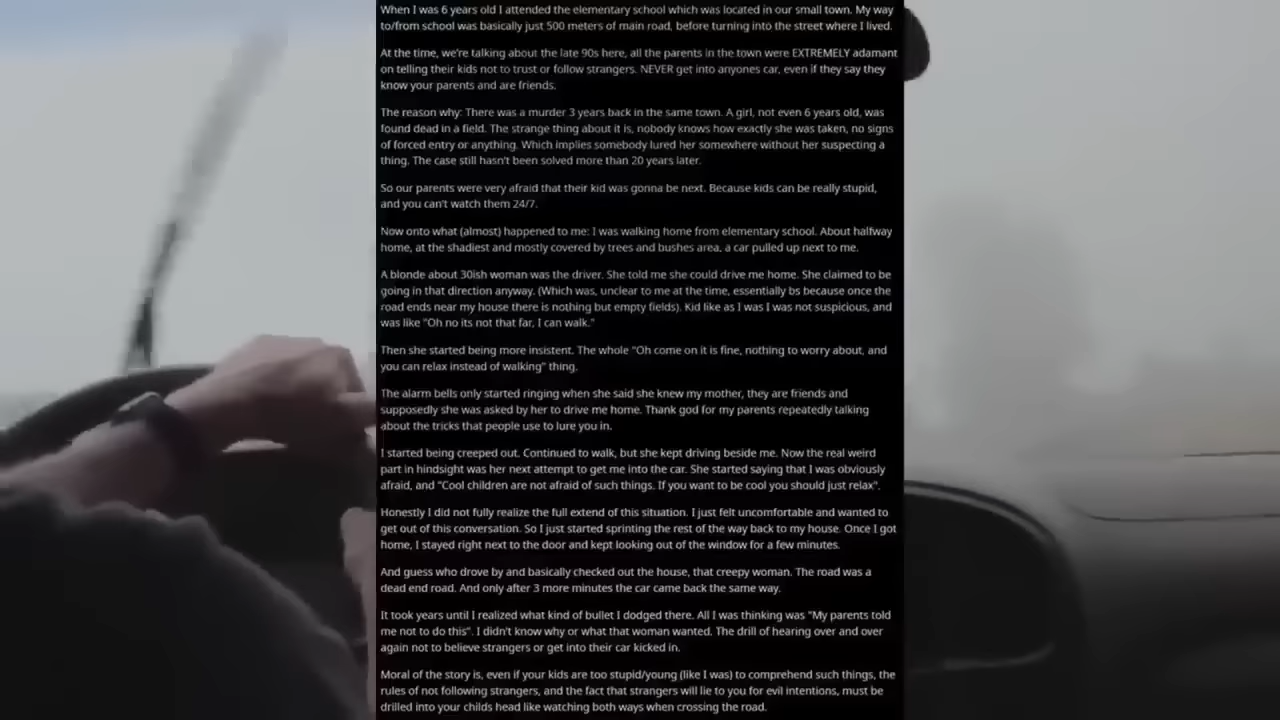 When I was 6 years old I attended the elementary school which was located in our small town. My way
to/from school was basically just 500 meters of main road, before turning into the street where I lived.
At the time, we're talking about the late 90s here, all the parents in the town were EXTREMELY adamant
on telling their kids not to trust or follow strangers. NEVER get into anyones car, even if they say they
know your parents and are friends.
The reason why: There was a murder 3 years back in the same town. A girl, not even 6 years old, was
found dead in a field. The strange thing about it is, nobody knows how exactly she was taken, no signs
of forced entry or anything. Which implies somebody lured her somewhere without her suspecting a
thing. The case still hasn't been solved more than 20 years later.
So our parents were very afraid that their kid was gonna be next. Because kids can be really stupid,
and you can't watch them 24/7.
Now onto what (almost) happened to me: I was walking home from elementary school. About halfway
home, at the shadiest and mostly covered by trees and bushes area, a car pulled up next to me.
A blonde about 30ish woman was the driver. She told me she could drive me home. She claimed to be
going in that direction anyway. (Which was, unclear to me at the time, essentially bs because once the
road ends near my house there is nothing but empty fields). Kid like as I was I was not suspicious, and
was like "Oh no its not that far, I can walk."
Then she started being more insistent. The whole "Oh come on it is fine, nothing to worry about, and
you can relax instead of walking" thing.
The alarm bells only started ringing when she said she knew my mother, they are friends and
supposedly she was asked by her to drive me home. Thank god for my parents repeatedly talking
about the tricks that people use to lure you in.
I started being creeped out. Continued to walk, but she kept driving beside me. Now the real weird
part in hindsight was her next attempt to get me into the car. She started saying that I was obviously
afraid, and "Cool children are not afraid of such things. If you want to be cool you should just relax".
Honestly I did not fully realize the full extend of this situation. I just felt uncomfortable and wanted to
get out of this conversation. So I just started sprinting the rest of the way back to my house. Once I got
home, I stayed right next to the door and kept looking out of the window for a few minutes.
And guess who drove by and basically checked out the house, that creepy woman. The road was a
dead end road. And only after 3 more minutes the car came back the same way.
It took years until I realized what kind of bullet I dodged there. All I was thinking was "My parents told
me not to do this". I didn't know why or what that woman wanted. The drill of hearing over and over
again not to believe strangers or get into their car kicked in.
Moral of the story is, even if your kids are too stupid/young (like I was) to comprehend such things, the
rules of not following strangers, and the fact that strangers will lie to you for evil intentions, must be
drilled into your childs head like watching both ways when crossing the road.